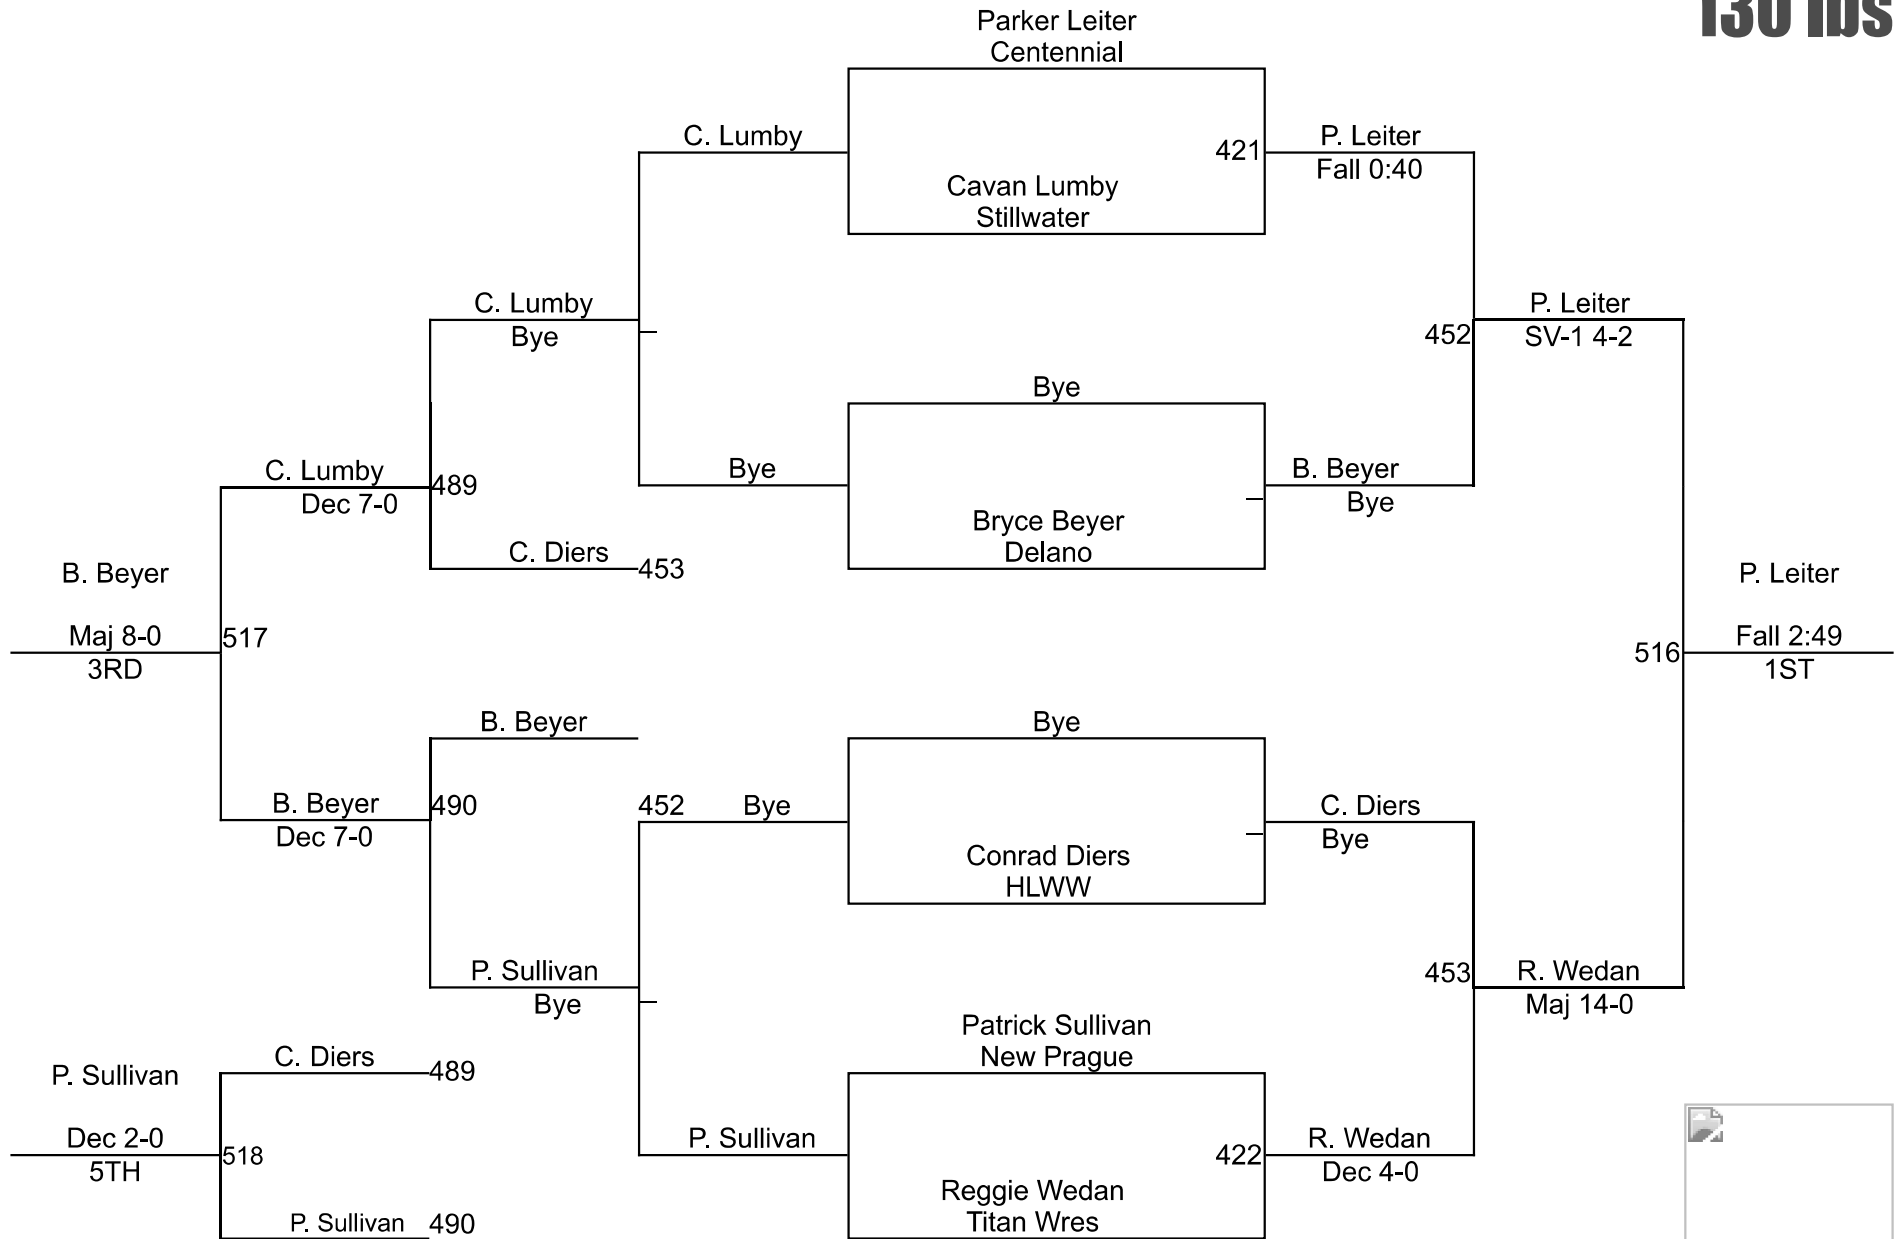 130 lbs
Parker Leiter
Centennial
C. Lumby
421
P. Leiter
Fall 0:40
Cavan Lumby
Stillwater
C. Lumby
Bye
P. Leiter
452
SV-1 4-2
Bye
C. Lumby
489
Dec 7-0
Bye
B. Beyer
Bye
Bryce Beyer
Delano
C. Diers
453
B. Beyer
P. Leiter
Maj 8-0
517
3RD
516
Fall 2:49
1ST
B. Beyer
Bye
B. Beyer
490
Dec 7-0
452
Bye
C. Diers
Bye
Conrad Diers
HLWW
P. Sullivan
Bye
453
R. Wedan
Maj 14-0
Patrick Sullivan
New Prague
C. Diers
489
P. Sullivan
Dec 2-0
518
5TH
P. Sullivan
422
R. Wedan
Dec 4-0
Reggie Wedan
Titan Wres
P. Sullivan
490